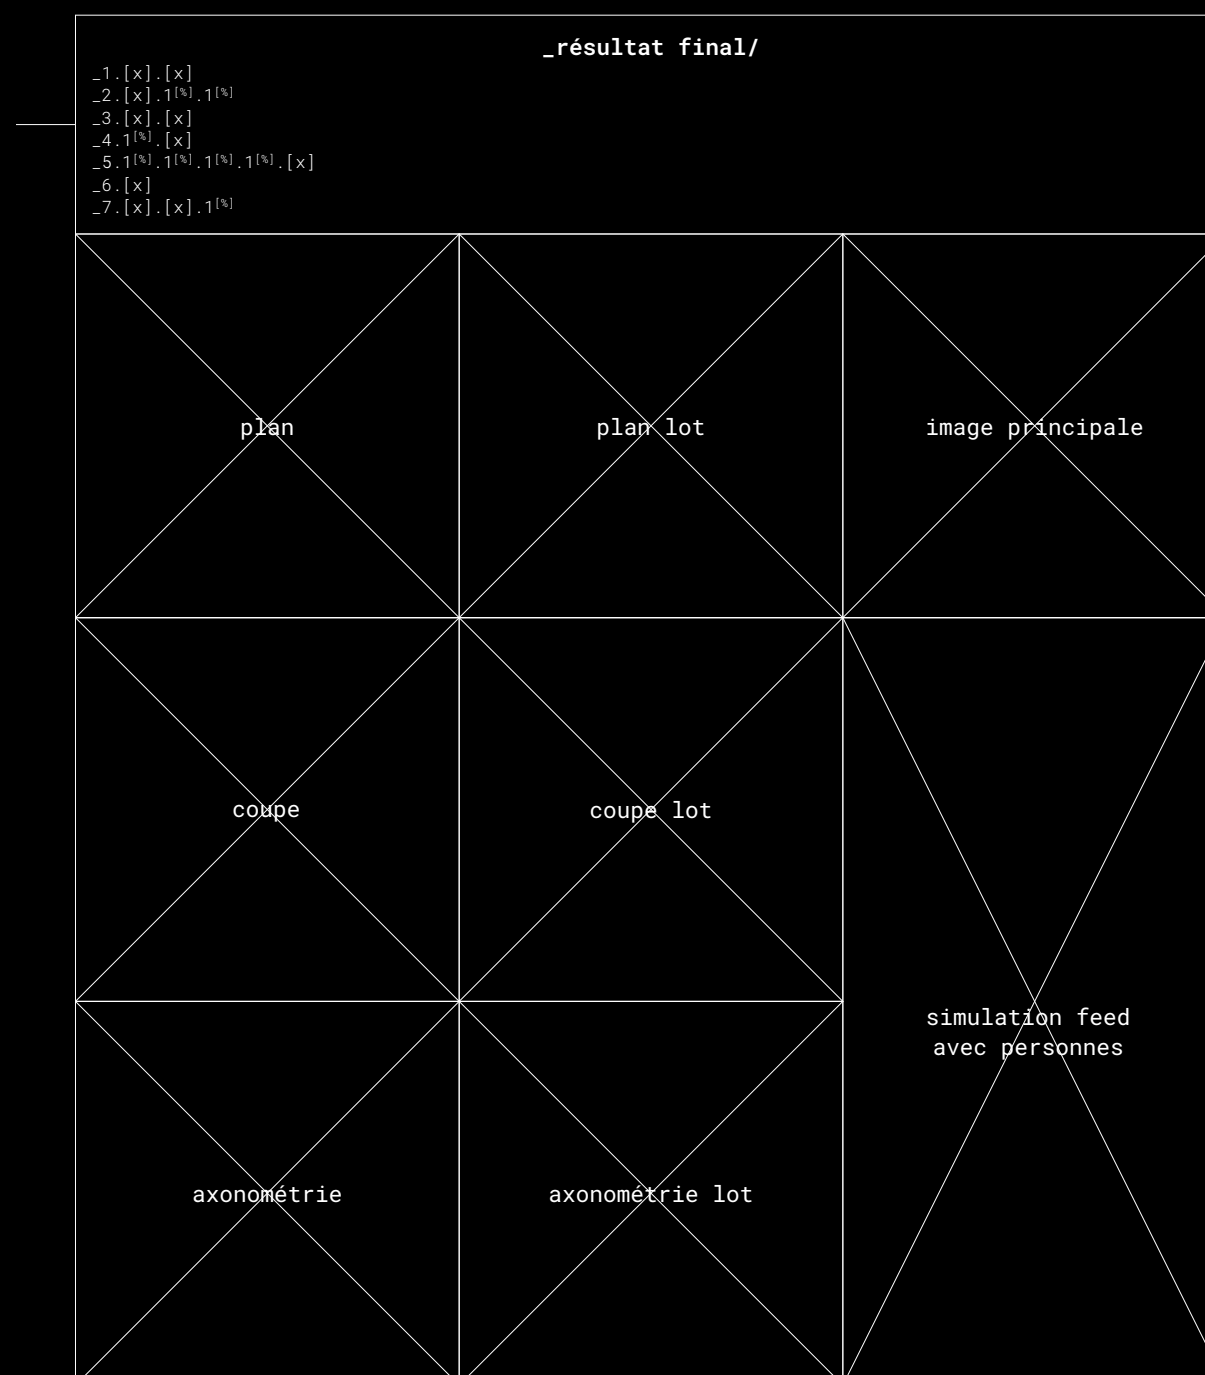 _résultat final/
_1.[x].[x]
_2.[x].1[%].1[%]
_3.[x].[x]
_4.1[%].[x]
_5.1[%].1[%].1[%].1[%].[x]
_6.[x]
_7.[x].[x].1[%]
plan
plan lot
image principale
coupe
coupe lot
simulation feed
avec personnes
axonométrie
axonométrie lot